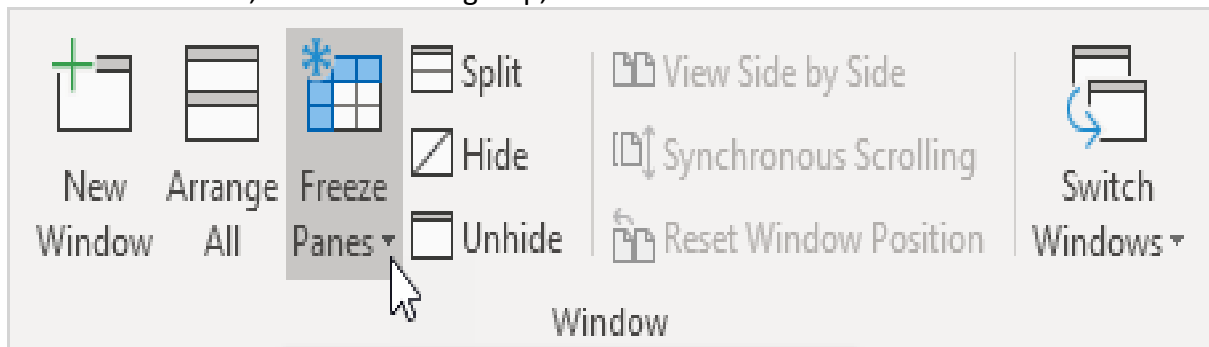 New Window
Arrange All
Freeze Panes
Split
Hide
Unhide
View Side by Side
Synchronous Scrolling
Reset Window Position
Switch Windows
Window